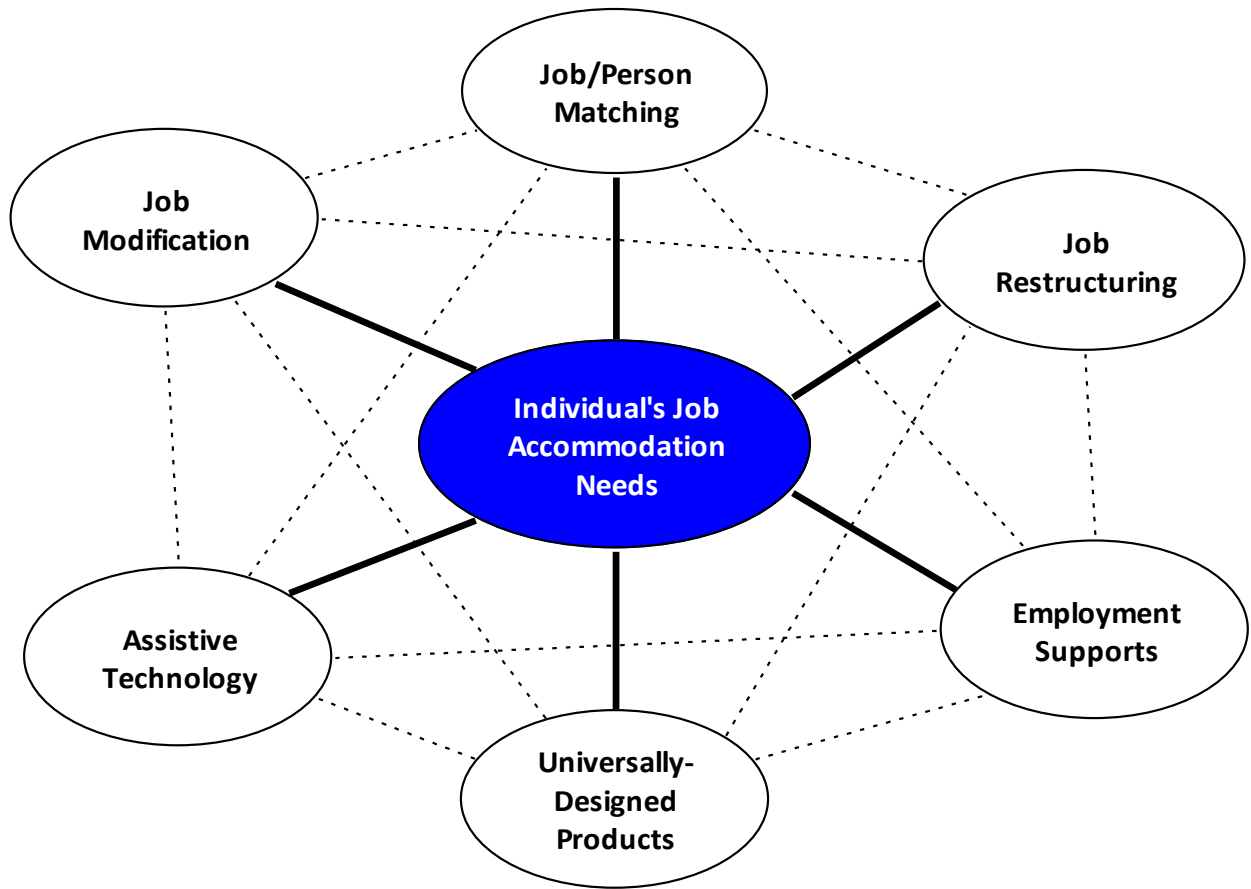 Job/Person
Matching
Job
Modification
Job
Restructuring
Individual's Job
Accommodation
Needs
Assistive
Technology
Employment
Supports
Universally-
Designed
Products